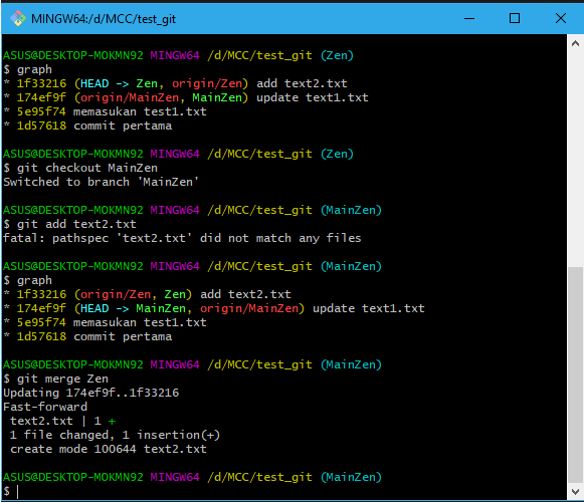 MINGW64:/d/MCC/test_git
ASUS@DESKTOP-MOKMN92 MINGW64 /d/MCC/test_git (Zen)
$ graph
* 1f33216 (HEAD -> Zen, origin/Zen) add text2.txt
* 174ef9f (origin/MainZen, MainZen) update text1.txt
* 5e95f74 memasukan test1.txt
* 1d57618 commit pertama
ASUS@DESKTOP-MOKMN92 MINGW64 /d/MCC/test_git (Zen)
$ git checkout MainZen
Switched to branch 'MainZen'
ASUS@DESKTOP-MOKMN92 MINGW64 /d/MCC/test_git (MainZen)
$ git add text2.txt
fatal: pathspec 'text2.txt' did not match any files
ASUS@DESKTOP-MOKMN92 MINGW64 /d/MCC/test_git (MainZen)
$ graph
* 1f33216 (origin/Zen, Zen) add text2.txt
* 174ef9f (HEAD -> MainZen, origin/MainZen) update text1.txt
* 5e95f74 memasukan test1.txt
* 1d57618 commit pertama
ASUS@DESKTOP-MOKMN92 MINGW64 /d/MCC/test_git (MainZen)
$ git merge Zen
Updating 174ef9f..1f33216
Fast-forward
text2.txt | 1 +
1 file changed, 1 insertion(+)
create mode 100644 text2.txt
ASUS@DESKTOP-MOKMN92 MINGW64 /d/MCC/test_git (MainZen)
$